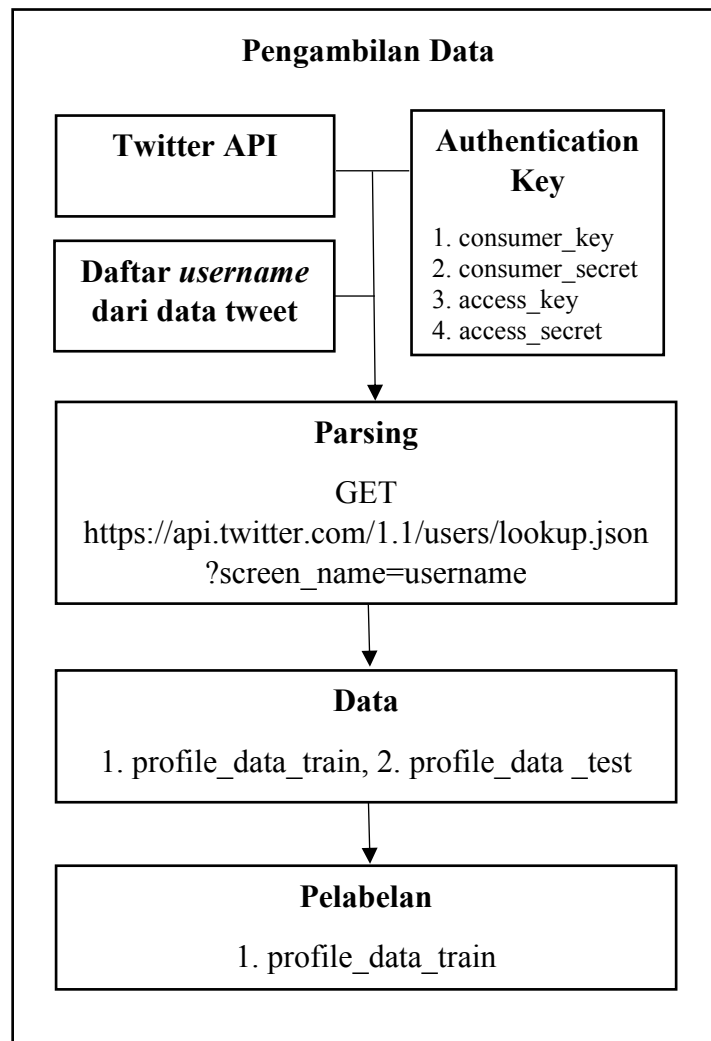 Pengambilan Data
Twitter API
Authentication
Key
1. consumer_key
2. consumer_secret
3. access_key
4. access_secret
Daftar username
dari data tweet
Parsing
GET
https://api.twitter.com/1.1/users/lookup.json
?screen_name=username
Data
1. profile_data_train, 2. profile_data _test
Pelabelan
1. profile_data_train